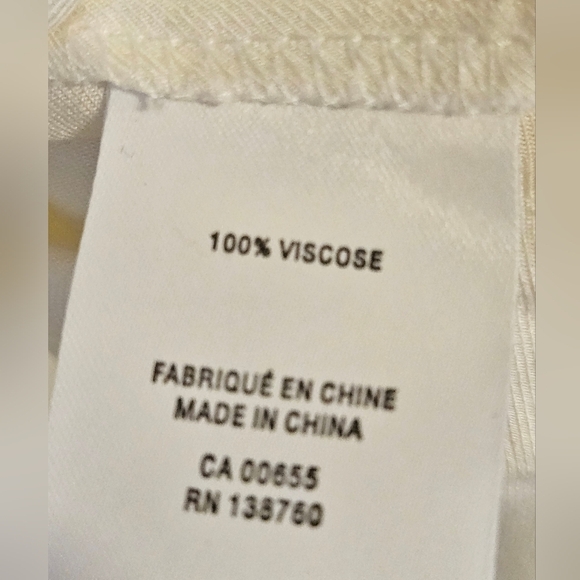 100% VISCOSE
FABRIQUÉ EN CHINE
MADE IN CHINA
CA 00655
RN 138760